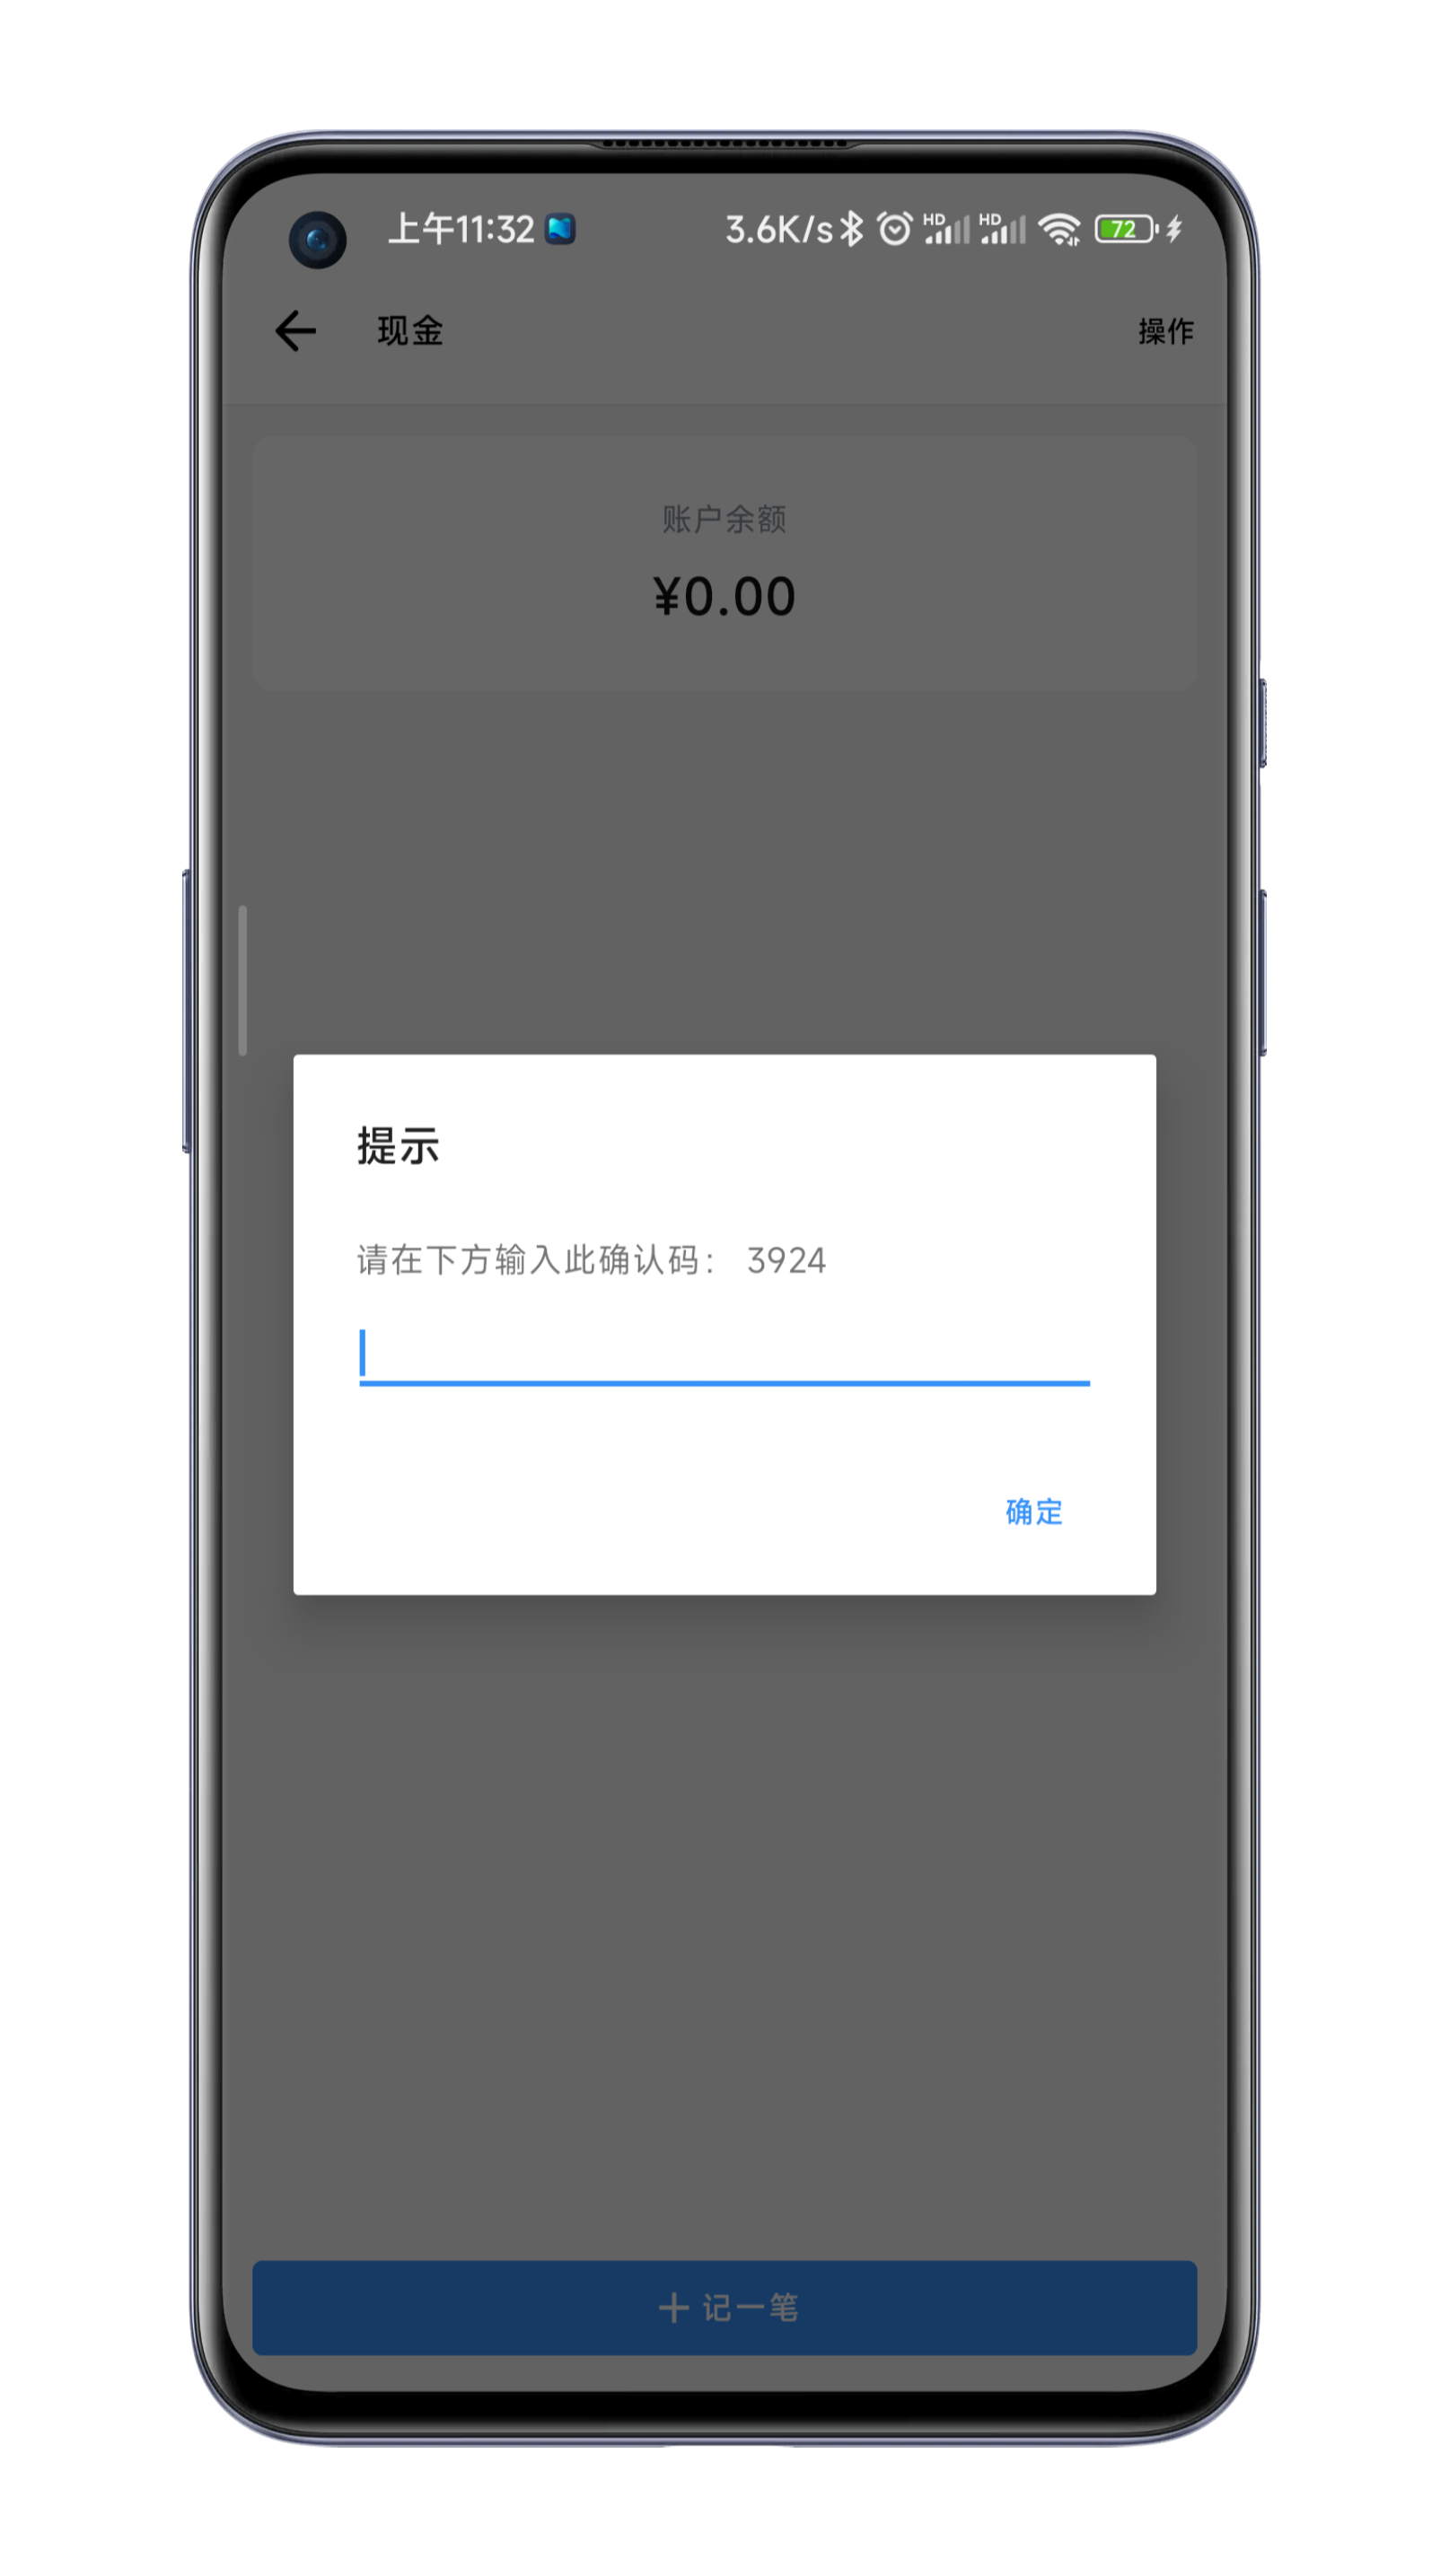 上午11:32
3.6K/s HD HD 72
现金
操作
账户余额
¥0.00
提示
请在下方输入此确认码： 3924
确定
+ 记一笔